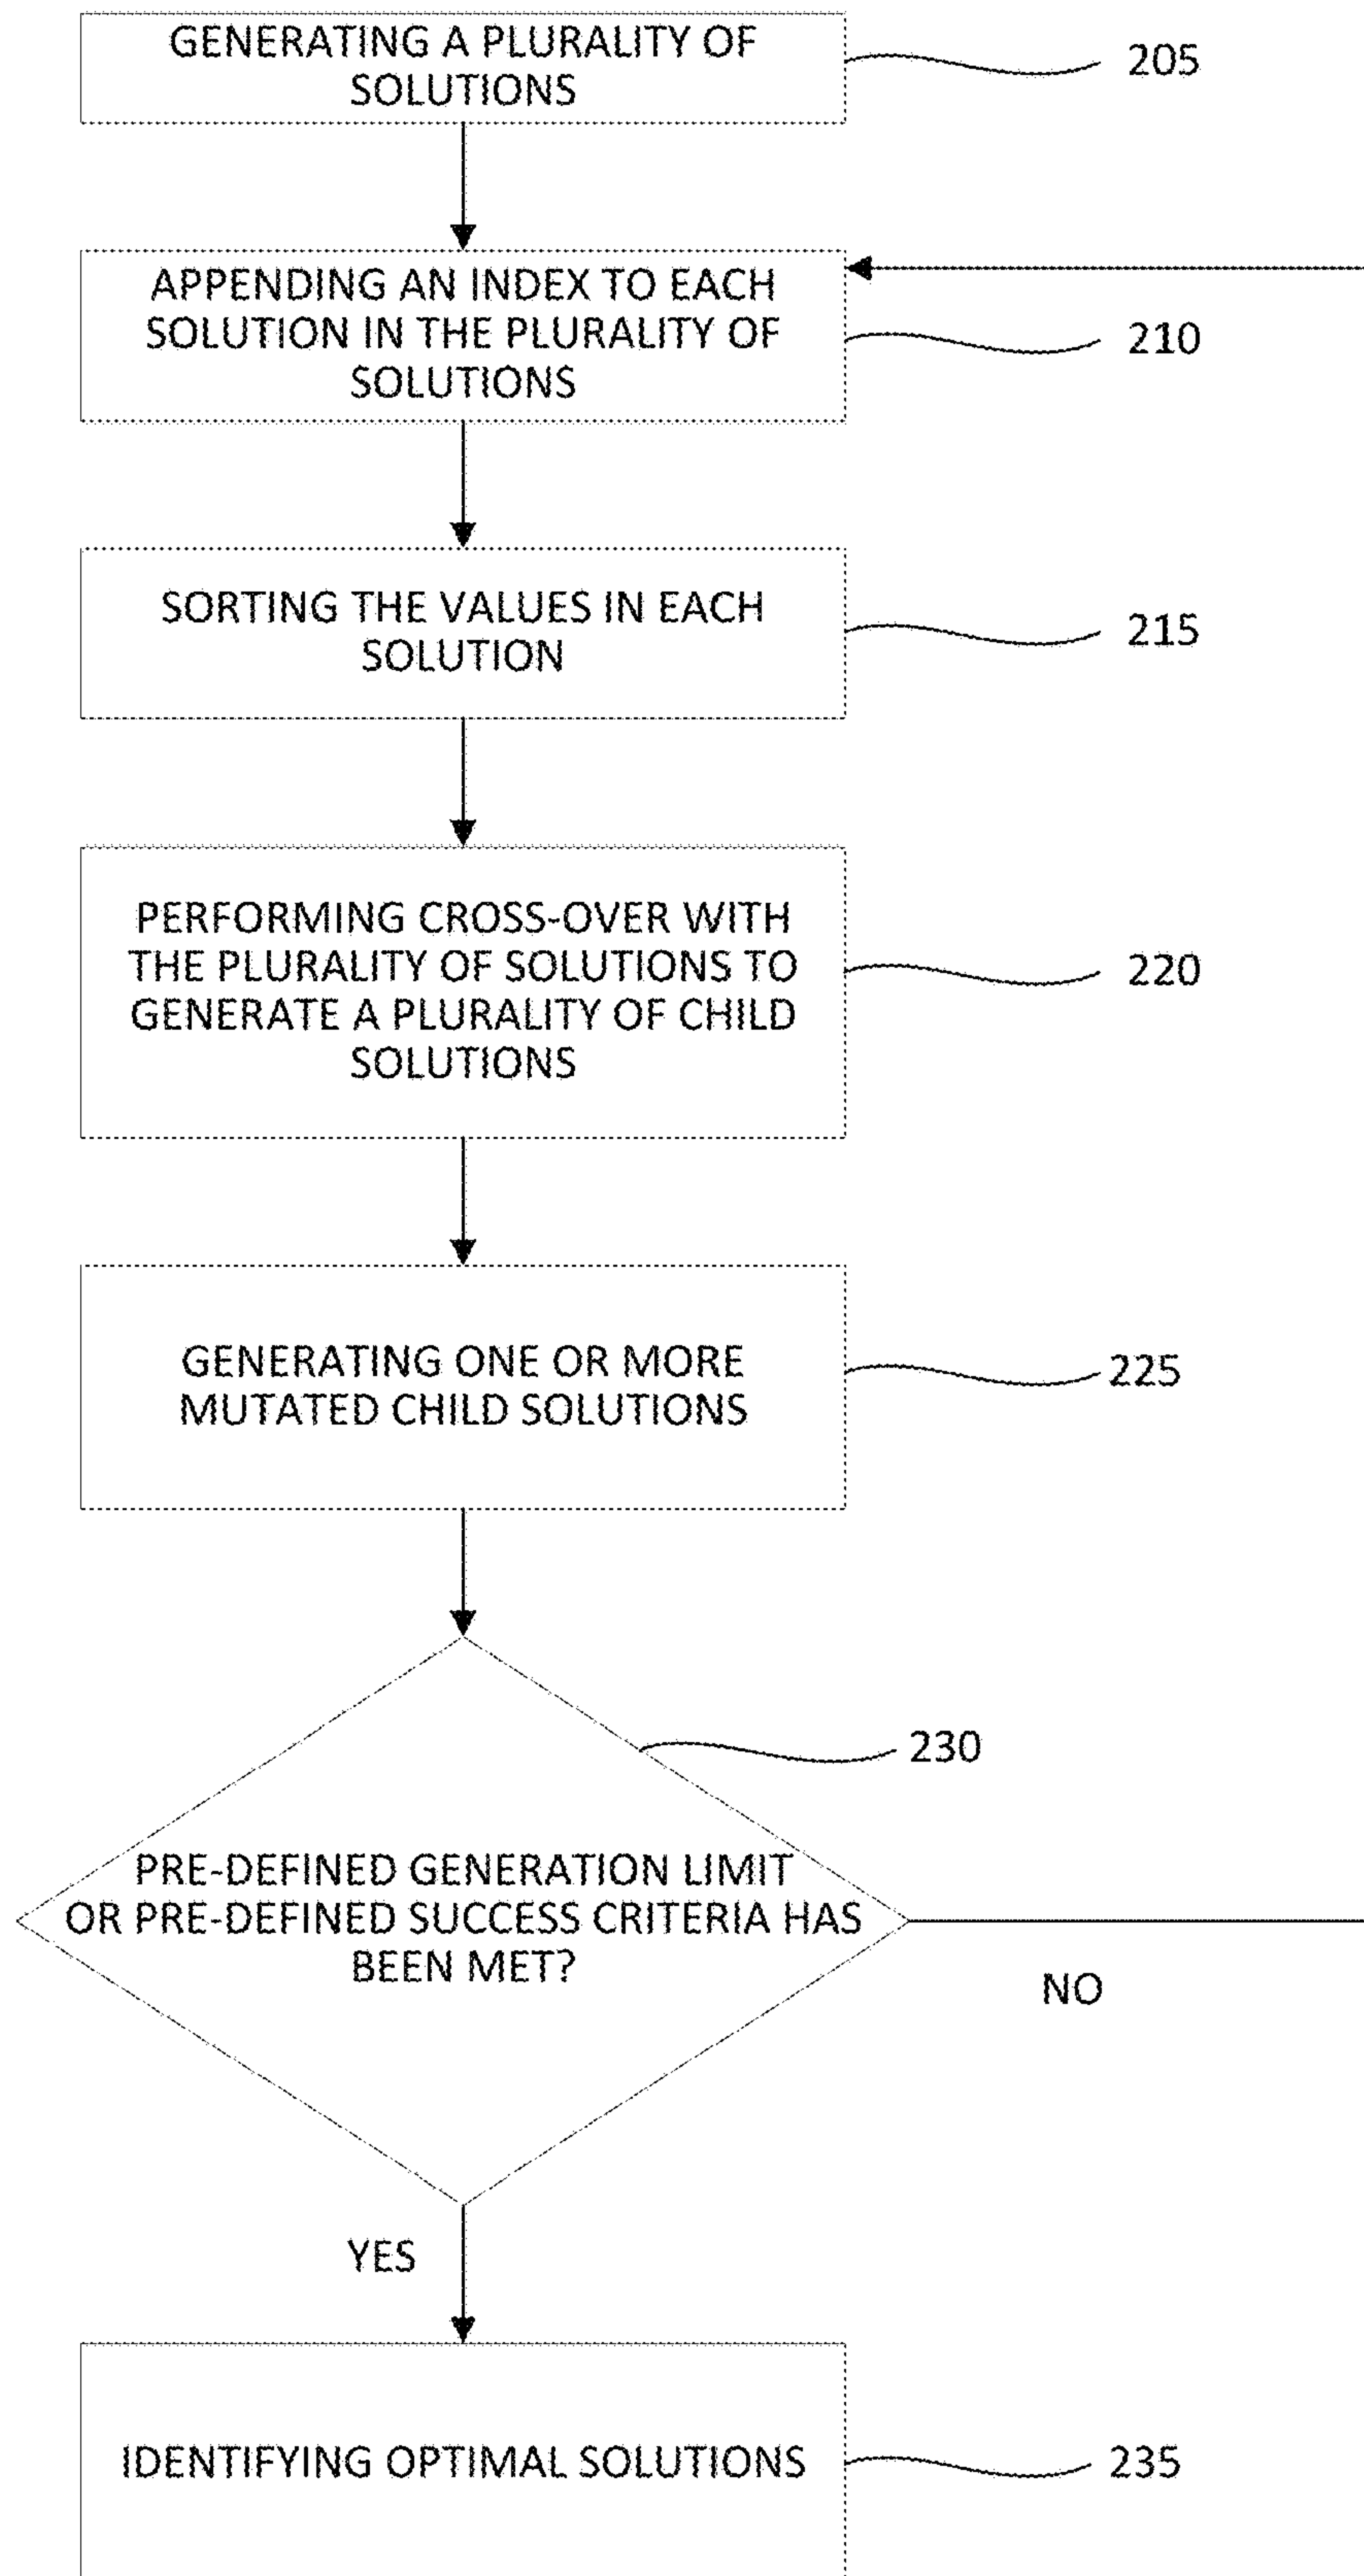 GENERATING A PLURALITY OF
SOLUTIONS
205
APPENDING AN INDEX TO EACH
SOLUTION IN THE PLURALITY OF
SOLUTIONS
210
SORTING THE VALUES IN EACH
SOLUTION
215
PERFORMING CROSS-OVER WITH
THE PLURALITY OF SOLUTIONS TO
GENERATE A PLURALITY OF CHILD
SOLUTIONS
220
GENERATING ONE OR MORE
MUTATED CHILD SOLUTIONS
225
230
PRE-DEFINED GENERATION LIMIT
OR PRE-DEFINED SUCCESS CRITERIA HAS
BEEN MET?
NO
YES
IDENTIFYING OPTIMAL SOLUTIONS
235